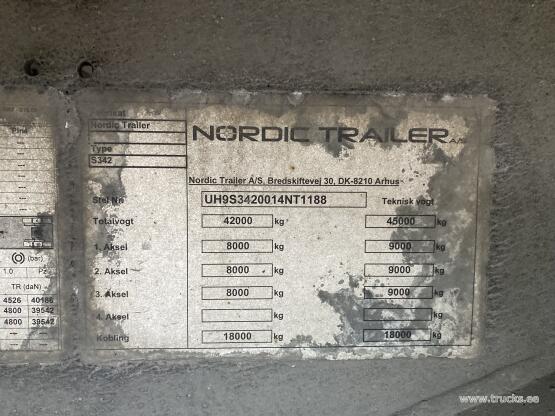 Nordic Trailer
Type
S342
NORDIC TRAILER A/S
Nordic Trailer A/S, Bredskiftevej 30, DK-8210 Arhus
Stel Nr UH9S3420014NT1188 Teknisk vogt
Totalvogt 42000 kg 45000 kg
1. Aksel 8000 kg 9000 kg
2. Aksel 8000 kg 9000 kg
3. Aksel 8000 kg 9000 kg
4. Aksel
Kobling 18000 kg 18000 kg
(bar)
1.0
TR (daN)
4526 40186
4800 39542
4800 39542
www.trucks.ee